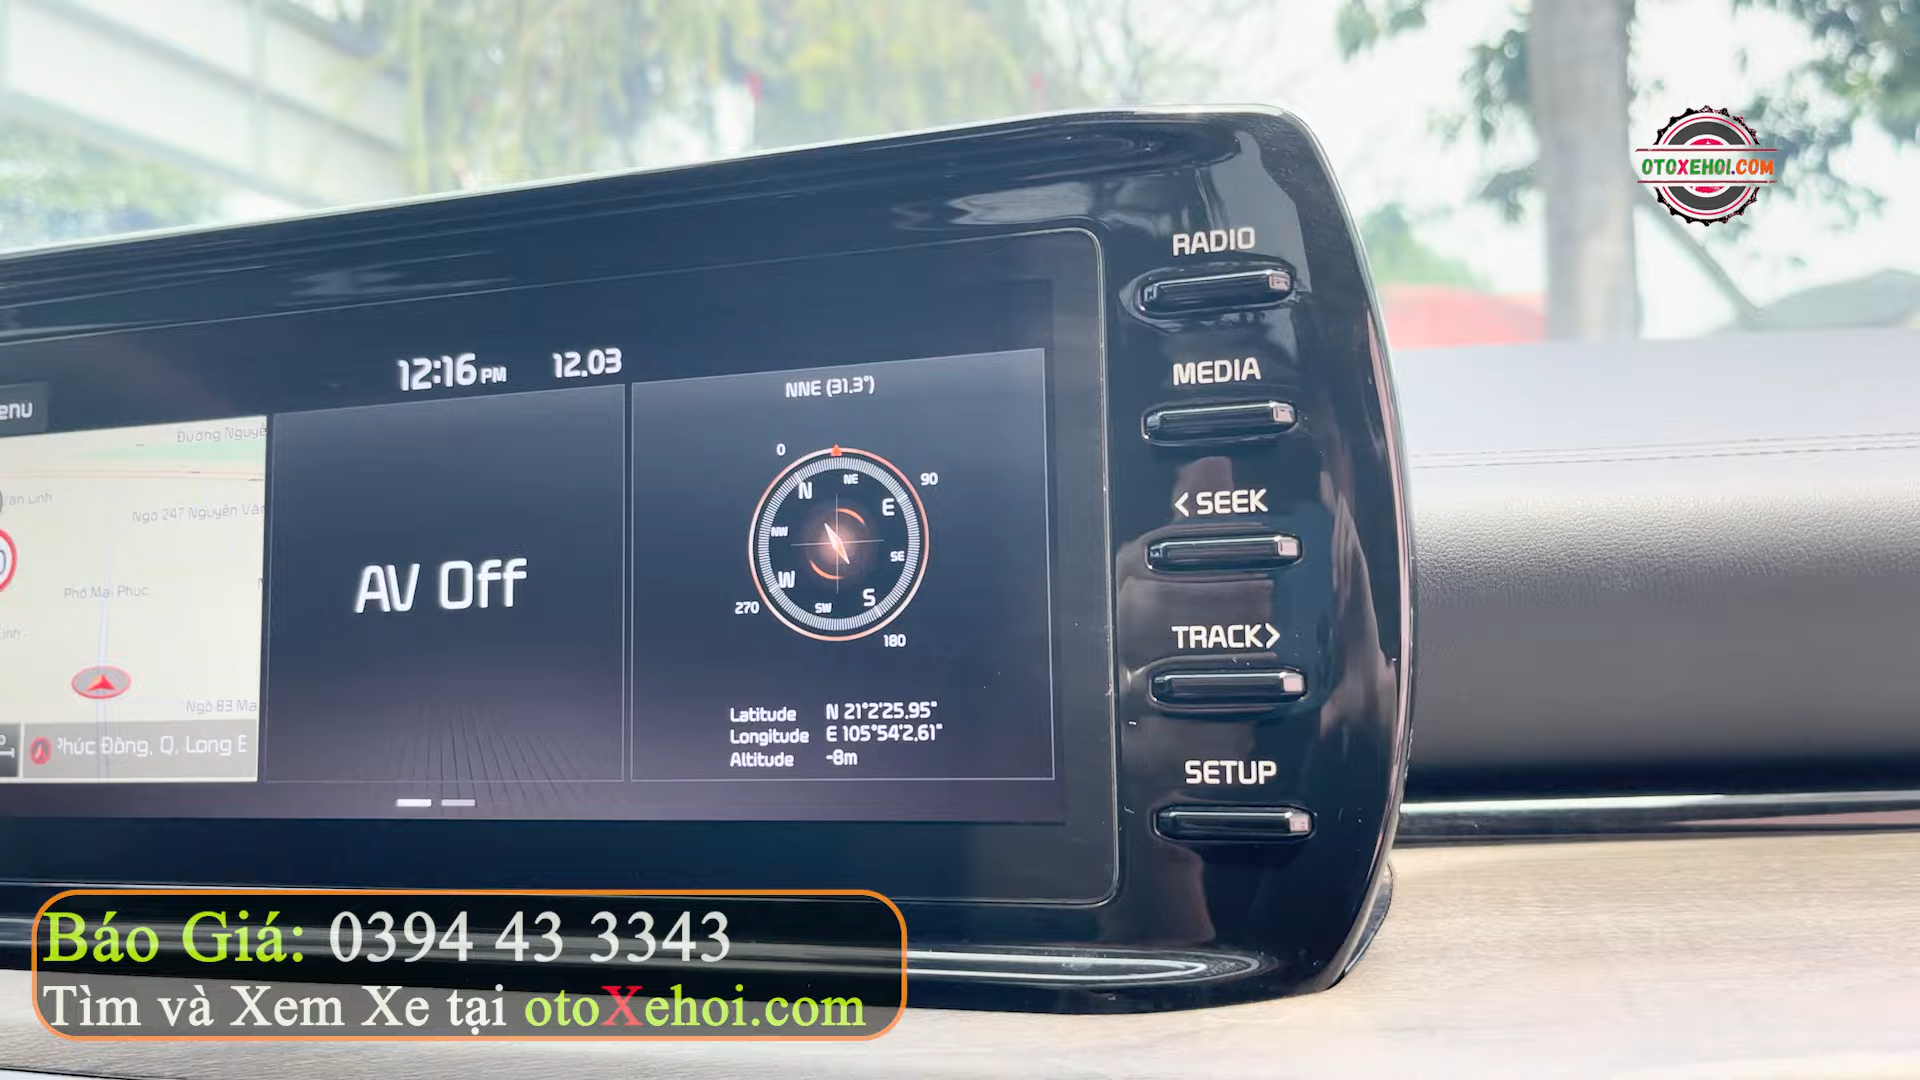 OTOXEHOI.COM
RADIO
MEDIA
< SEEK
TRACK>
SETUP
12:16 PM 12.03
enu
Đường Nguyễ
Ngõ 247 Nguyễn Văn
Phố Mai Phúc
Ngõ 83 Ma
Phúc Đồng, Q. Long B
AV Off
NNE (31.3°)
0
90
180
270
N
NE
E
SE
S
SW
W
NW
Latitude N 21°2'25.95"
Longitude E 105°54'2.61"
Altitude -8m
Báo Giá: 0394 43 3343
Tìm và Xem Xe tại otoXehoi.com